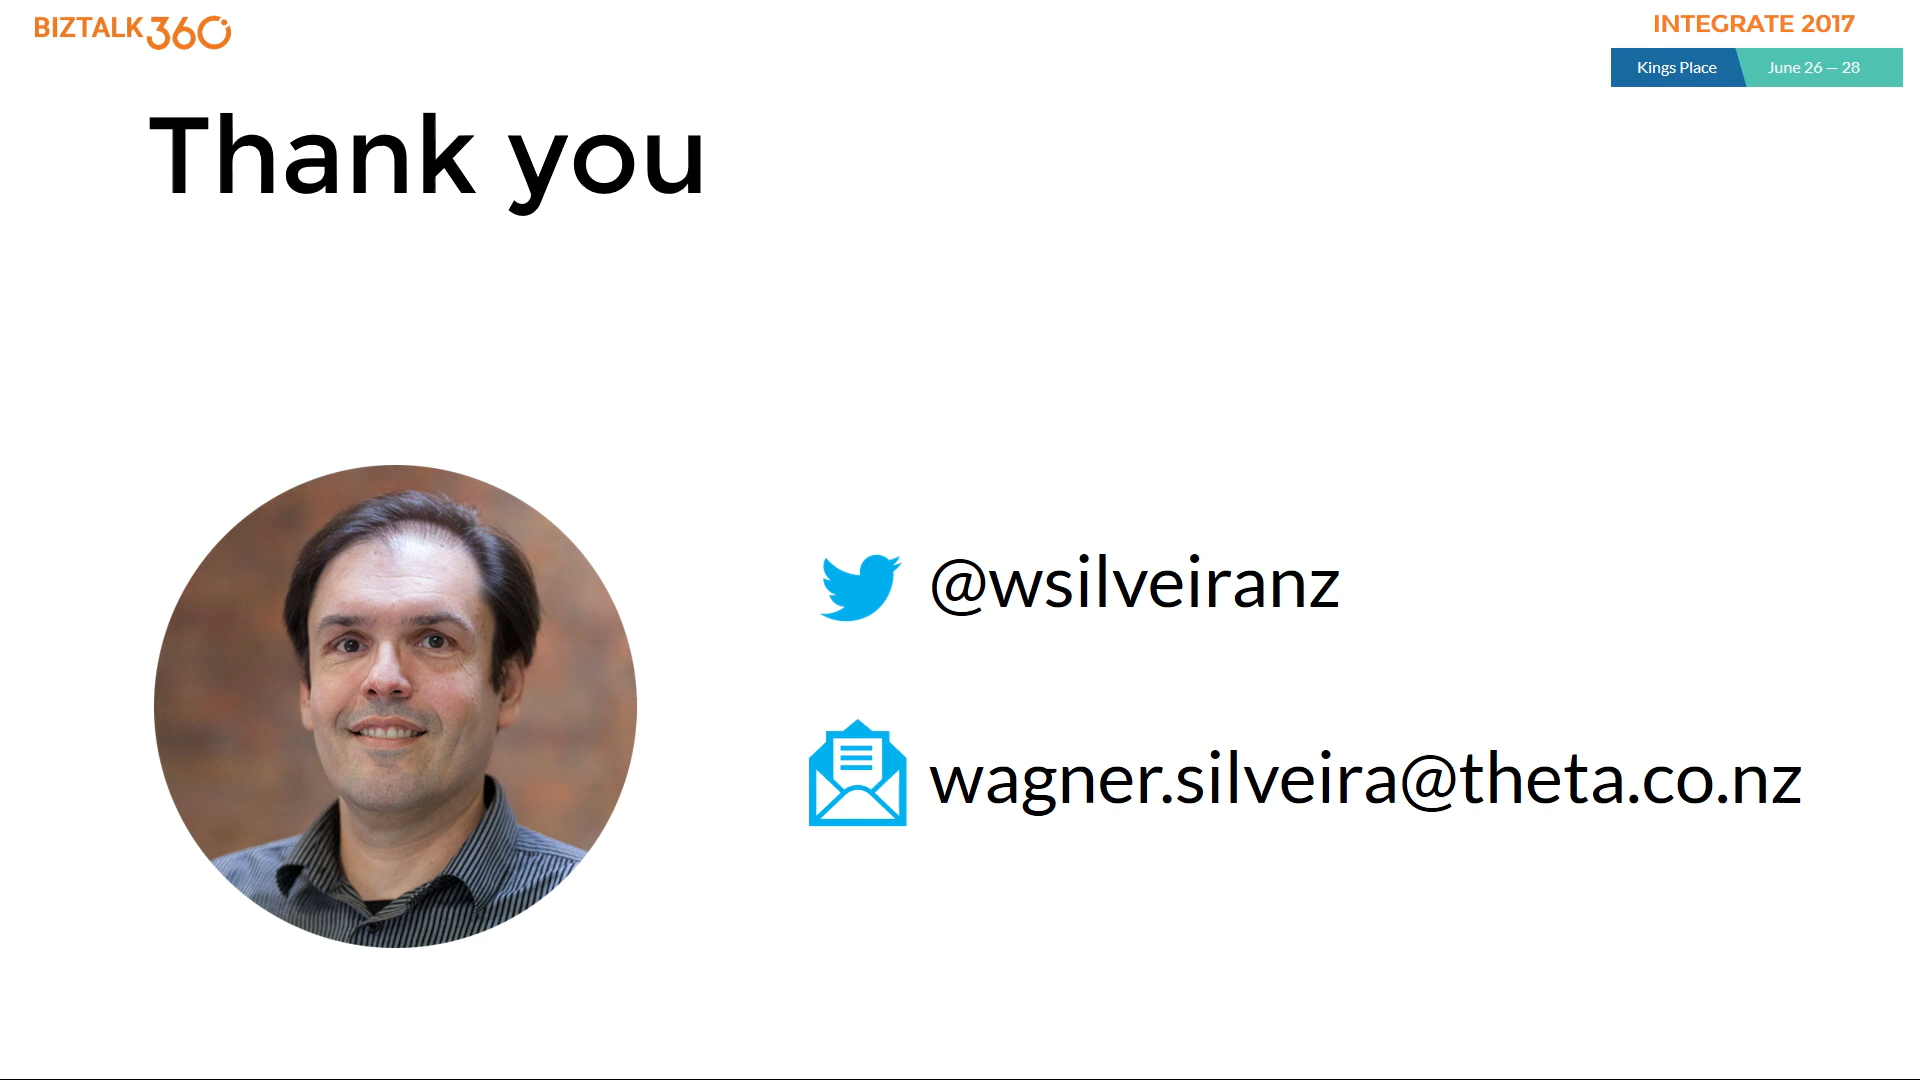 BIZTALK360
INTEGRATE 2017
Kings Place
June 26 — 28
Thank you
@wsilveiranz
wagner.silveira@theta.co.nz